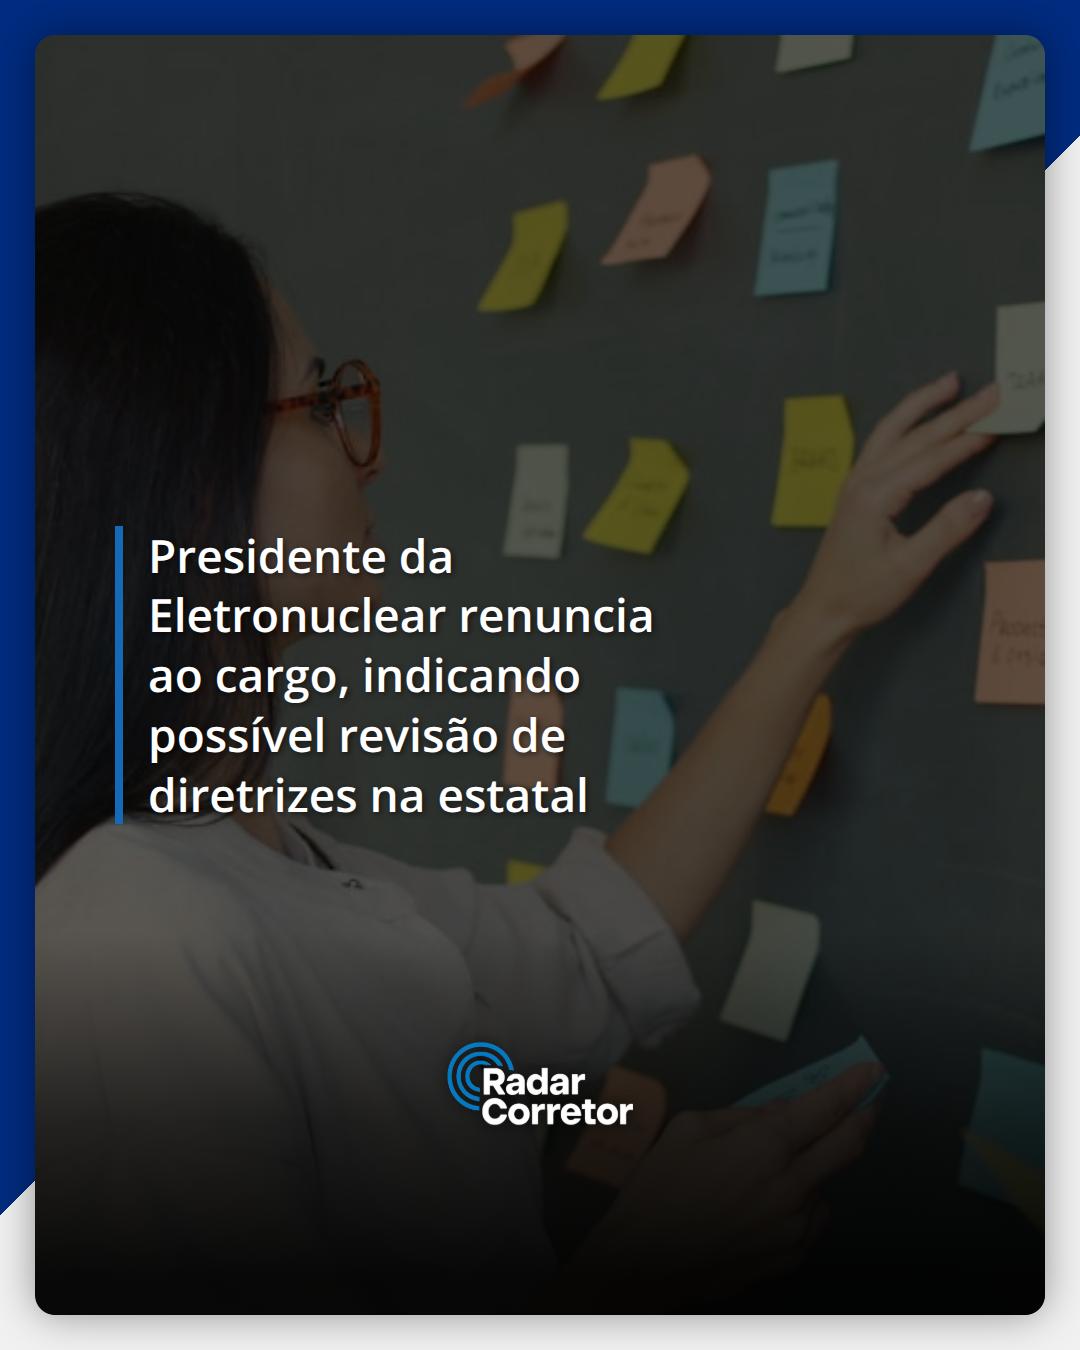 Presidente da
Eletronuclear renuncia
ao cargo, indicando
possível revisão de
diretrizes na estatal
Radar
Corretor